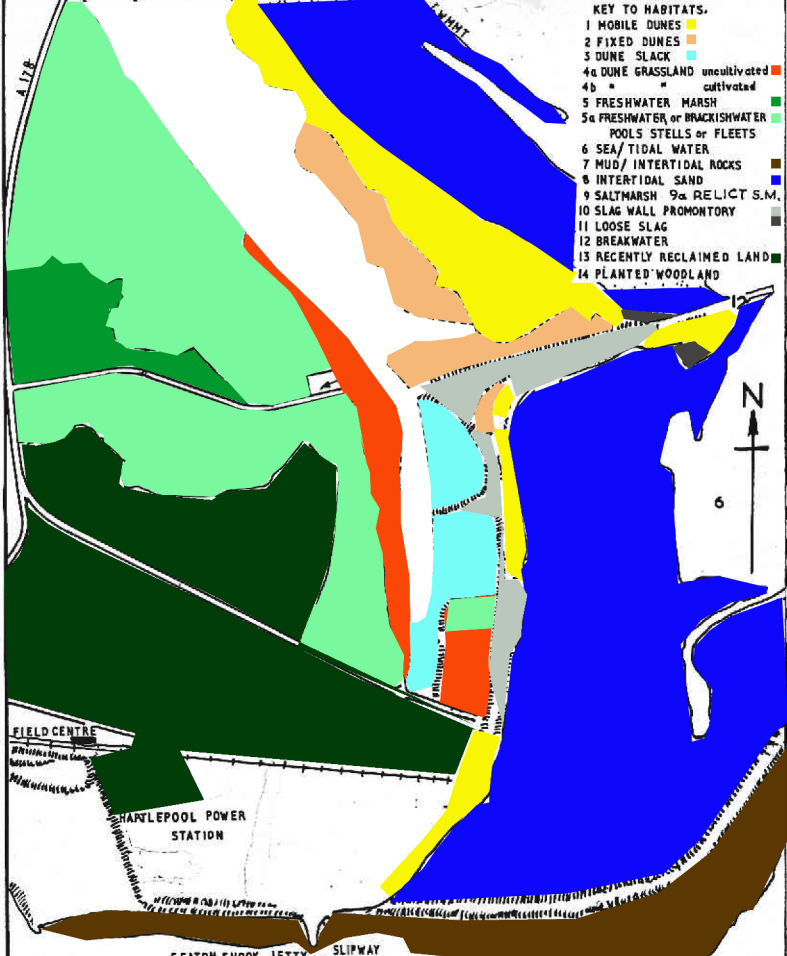 LWMMT
A 178
KEY TO HABITATS.
1 MOBILE DUNES
2 FIXED DUNES
3 DUNE SLACK
4a DUNE GRASSLAND uncultivated
4b " " cultivated
5 FRESHWATER MARSH
5a FRESHWATER or BRACKISHWATER
POOLS STELLS or FLEETS
6 SEA/ TIDAL WATER
7 MUD/ INTERTIDAL ROCKS
8 INTERTIDAL SAND
9 SALTMARSH 9a RELICT S.M.
10 SLAG WALL PROMONTORY
11 LOOSE SLAG
12 BREAKWATER
13 RECENTLY RECLAIMED LAND
14 PLANTED WOODLAND
12
N
6
FIELD CENTRE
HARTLEPOOL POWER
STATION
SLIPWAY